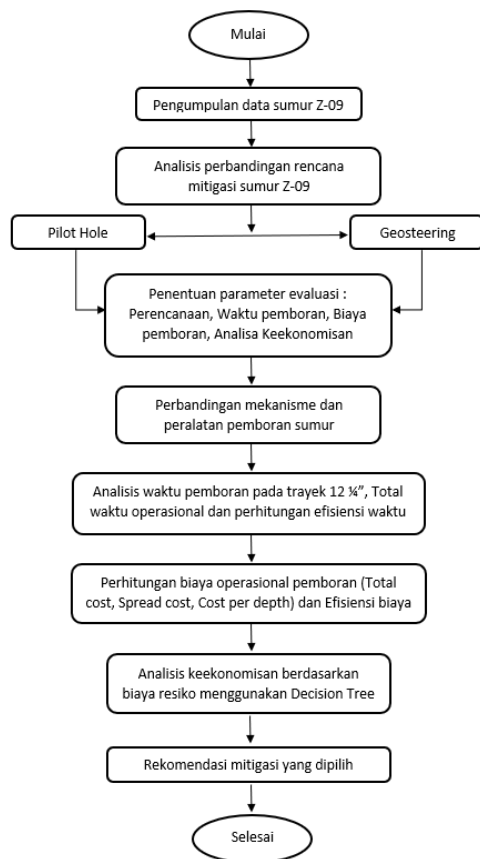 Mulai
Pengumpulan data sumur Z-09
Analisis perbandingan rencana
mitigasi sumur Z-09
Pilot Hole
Geosteering
Penentuan parameter evaluasi :
Perencanaan, Waktu pemboran, Biaya
pemboran, Analisa Keekonomisan
Perbandingan mekanisme dan
peralatan pemboran sumur
Analisis waktu pemboran pada trayek 12 ¼”, Total
waktu operasional dan perhitungan efisiensi waktu
Perhitungan biaya operasional pemboran (Total
cost, Spread cost, Cost per depth) dan Efisiensi biaya
Analisis keekonomisan berdasarkan
biaya resiko menggunakan Decision Tree
Rekomendasi mitigasi yang dipilih
Selesai